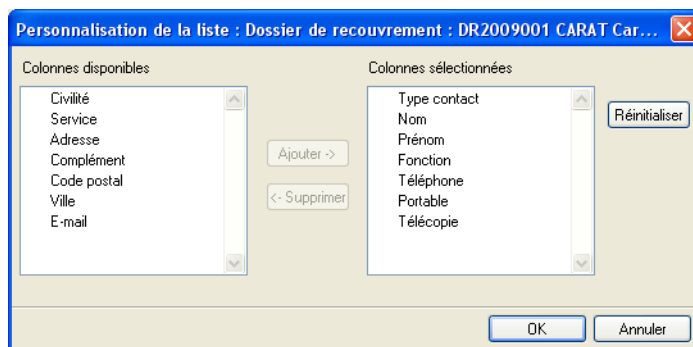 Personnalisation de la liste : Dossier de recouvrement : DR2009001 CARAT Car...
Colonnes disponibles
Colonnes sélectionnées
Civilité
Service
Adresse
Complément
Code postal
Ville
E-mail
Ajouter ->
<- Supprimer
Type contact
Nom
Prénom
Fonction
Téléphone
Portable
Télécopie
Réinitialiser
OK
Annuler